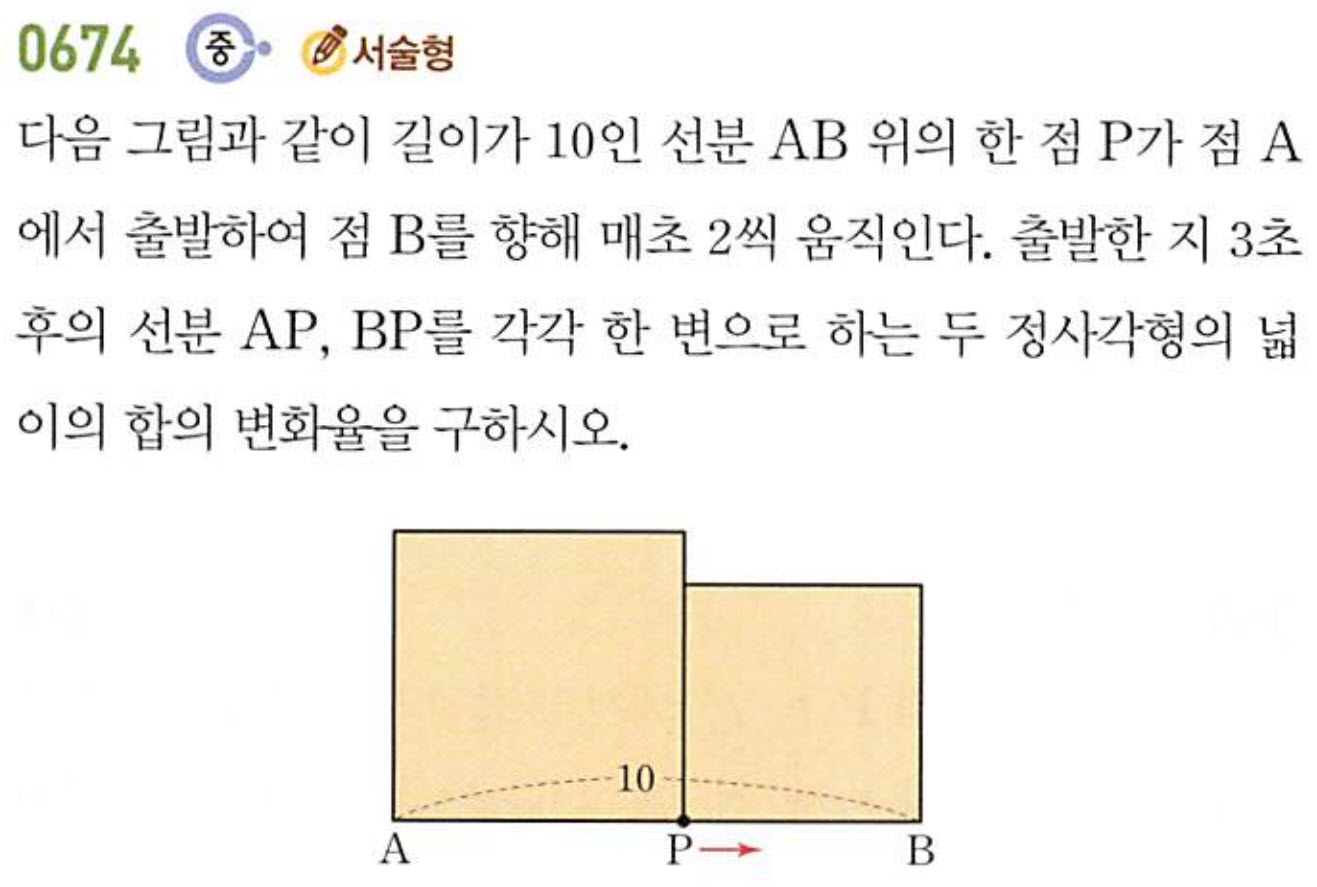 0674 중 서술형
다음 그림과 같이 길이가 10인 선분 AB 위의 한 점 P가 점 A
에서 출발하여 점 B를 향해 매초 2씩 움직인다. 출발한 지 3초
후의 선분 AP, BP를 각각 한 변으로 하는 두 정사각형의 넓
이의 합의 변화율을 구하시오.
10
A P B